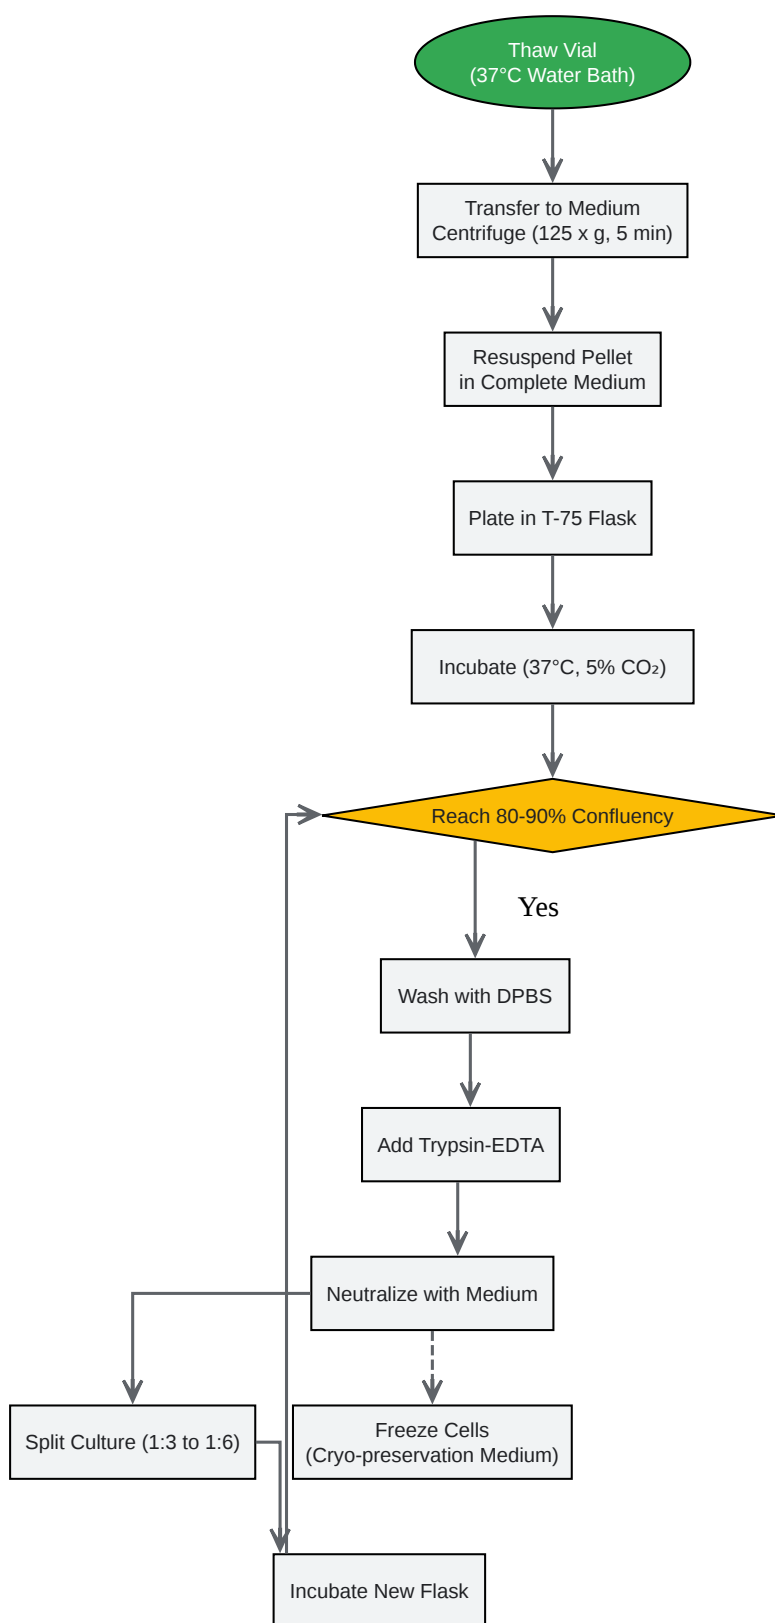 Thaw Vial
(37°C Water Bath)
Transfer to Medium
Centrifuge (125 x g, 5 min)
Resuspend Pellet
in Complete Medium
Plate in T-75 Flask
Incubate (37°C, 5% CO₂)
Reach 80-90% Confluency
Yes
Wash with DPBS
Add Trypsin-EDTA
Neutralize with Medium
Split Culture (1:3 to 1:6)
Freeze Cells
(Cryo-preservation Medium)
Incubate New Flask